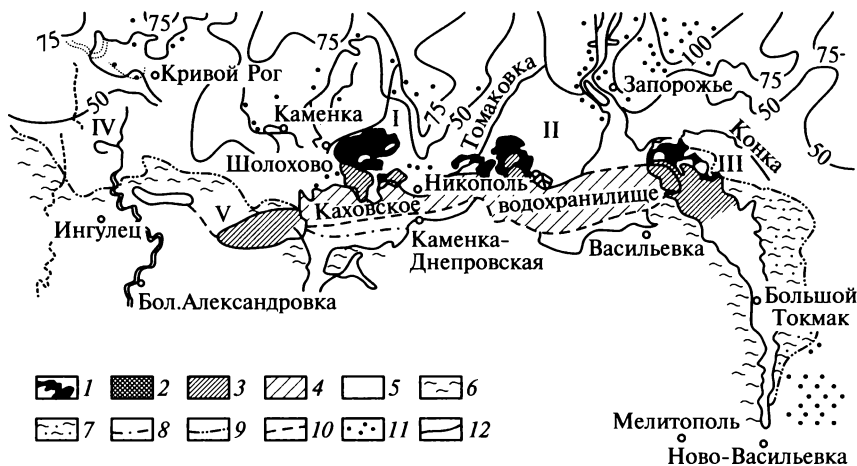 75
75
75
100
75-
Кривой Рог
Томаковка
Запорожье
75
50
Каменка
I
75
50
II
50
IV
Конка
50
Шолохово
III
Никополь
V
Каховское
водохранилище
Ингулец
Каменка-
Днепровская
Васильевка
Бол.Александровка
Большой
Токмак
1 2 3 4 5 6
7 8 9 10 11 12
Мелитополь
Ново-Васильевка